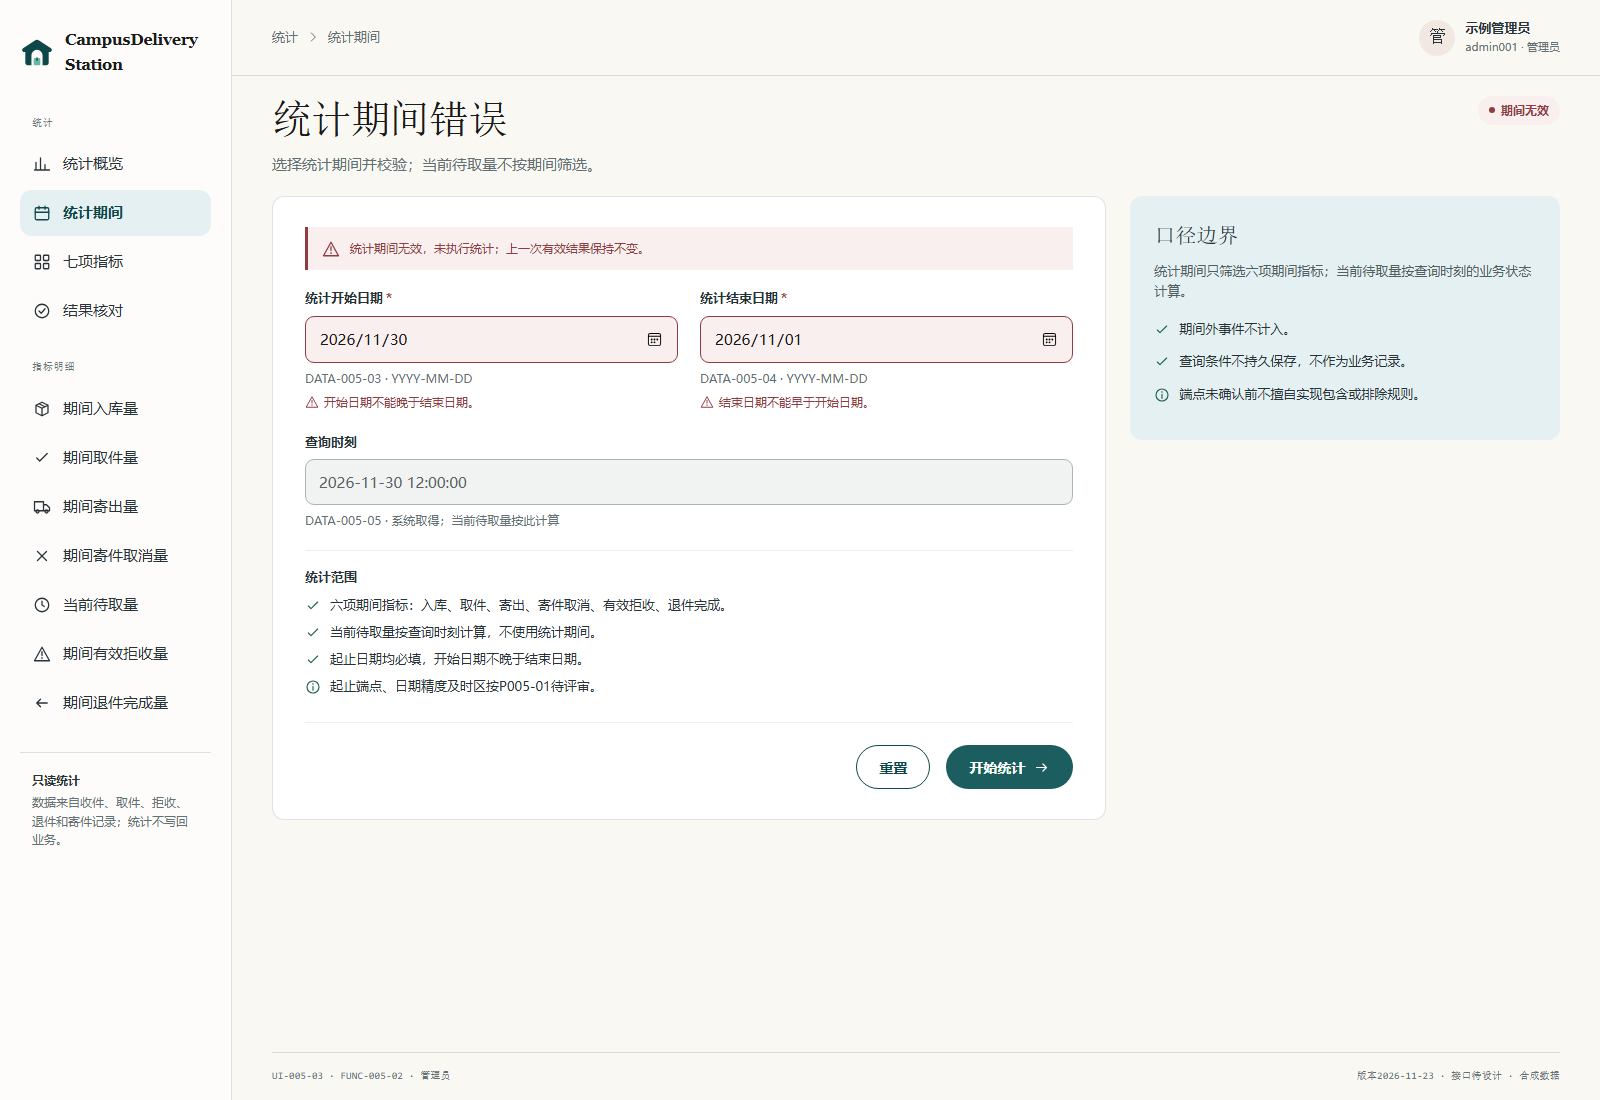 CampusDelivery
Station
统计
统计概览
统计期间
七项指标
结果核对
指标明细
期间入库量
期间取件量
期间寄出量
期间寄件取消量
当前待取量
期间有效拒收量
期间退件完成量
只读统计
数据来自收件、取件、拒收、
退件和寄件记录；统计不写回
业务。
统计 > 统计期间
管
示例管理员
admin001 · 管理员
统计期间错误
期间无效
选择统计期间并校验；当前待取量不按期间筛选。
统计期间无效，未执行统计；上一次有效结果保持不变。
统计开始日期 *
2026/11/30
DATA-005-03 · YYYY-MM-DD
开始日期不能晚于结束日期。
统计结束日期 *
2026/11/01
DATA-005-04 · YYYY-MM-DD
结束日期不能早于开始日期。
查询时刻
2026-11-30 12:00:00
DATA-005-05 · 系统取得；当前待取量按此计算
统计范围
六项期间指标：入库、取件、寄出、寄件取消、有效拒收、退件完成。
当前待取量按查询时刻计算，不使用统计期间。
起止日期均必填，开始日期不晚于结束日期。
起止端点、日期精度及时区按P005-01待评审。
重置
开始统计 →
口径边界
统计期间只筛选六项期间指标；当前待取量按查询时刻的业务状态
计算。
期间外事件不计入。
查询条件不持久保存，不作为业务记录。
端点未确认前不擅自实现包含或排除规则。
UI-005-03 · FUNC-005-02 · 管理员
版本2026-11-23 · 接口待设计 · 合成数据